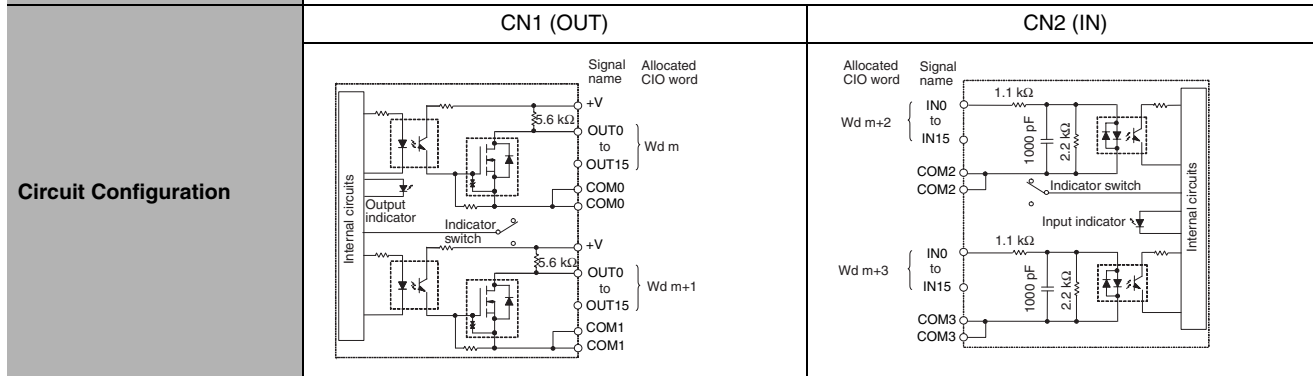 CN1 (OUT)
CN2 (IN)
Circuit Configuration
Signal name
Allocated CIO word
+V
5.6 kΩ
OUT0
to
OUT15
Wd m
COM0
COM0
Internal circuits
Output indicator
Indicator switch
+V
5.6 kΩ
OUT0
to
OUT15
Wd m+1
COM1
COM1
Allocated CIO word
Signal name
1.1 kΩ
IN0
to
IN15
Wd m+2
1000 pF
2.2 kΩ
COM2
COM2
Indicator switch
Input indicator
Internal circuits
1.1 kΩ
IN0
to
IN15
Wd m+3
1000 pF
2.2 kΩ
COM3
COM3